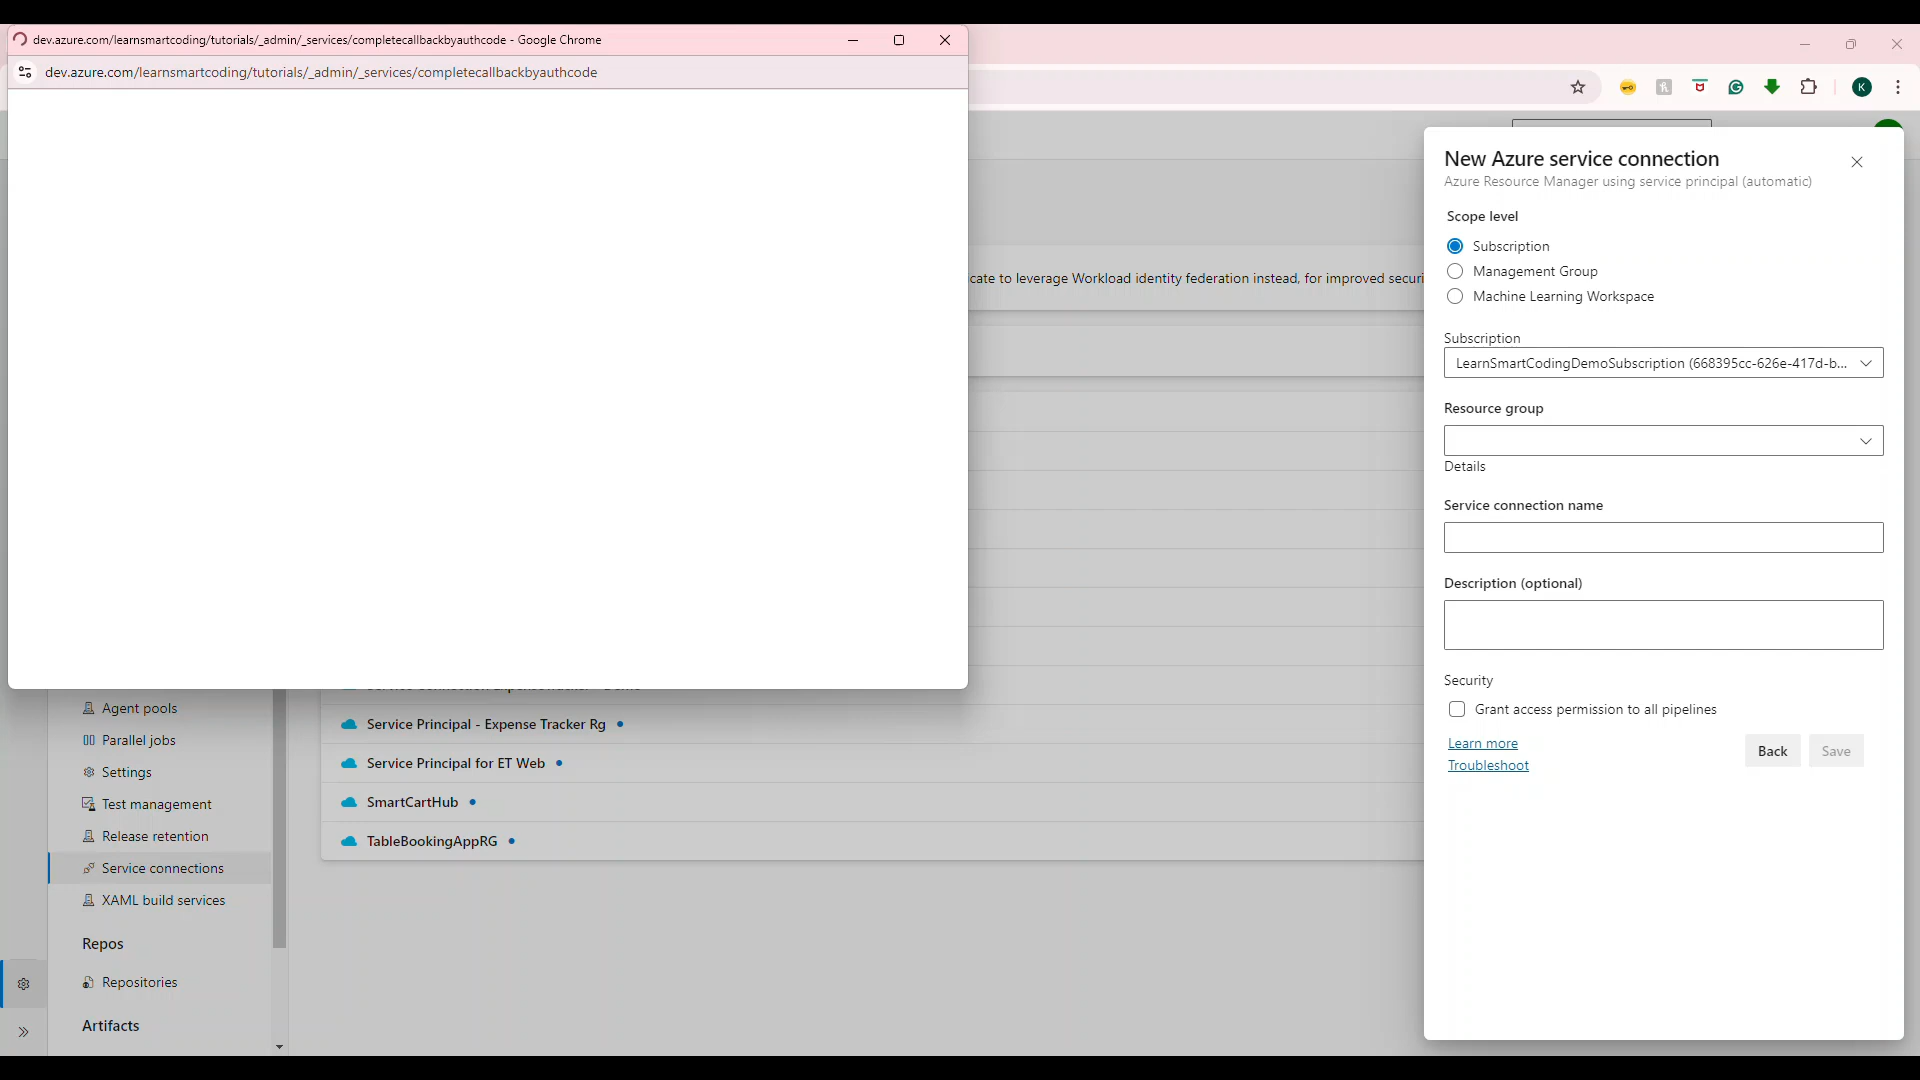 dev.azure.com/learnsmartcoding/tutorials/_admin/_services/completecallbackbyauthcode - Google Chrome
dev.azure.com/learnsmartcoding/tutorials/_admin/_services/completecallbackbyauthcode
K
cate to leverage Workload identity federation instead, for improved securi
Agent pools
Parallel jobs
Settings
Test management
Release retention
Service connections
XAML build services
Repos
Repositories
Artifacts
Service Principal - Expense Tracker Rg
Service Principal for ET Web
SmartCartHub
TableBookingAppRG
New Azure service connection
Azure Resource Manager using service principal (automatic)
Scope level
Subscription
Management Group
Machine Learning Workspace
Subscription
LearnSmartCodingDemoSubscription (668395cc-626e-417d-b...
Resource group
Details
Service connection name
Description (optional)
Security
Grant access permission to all pipelines
Learn more
Troubleshoot
Back
Save